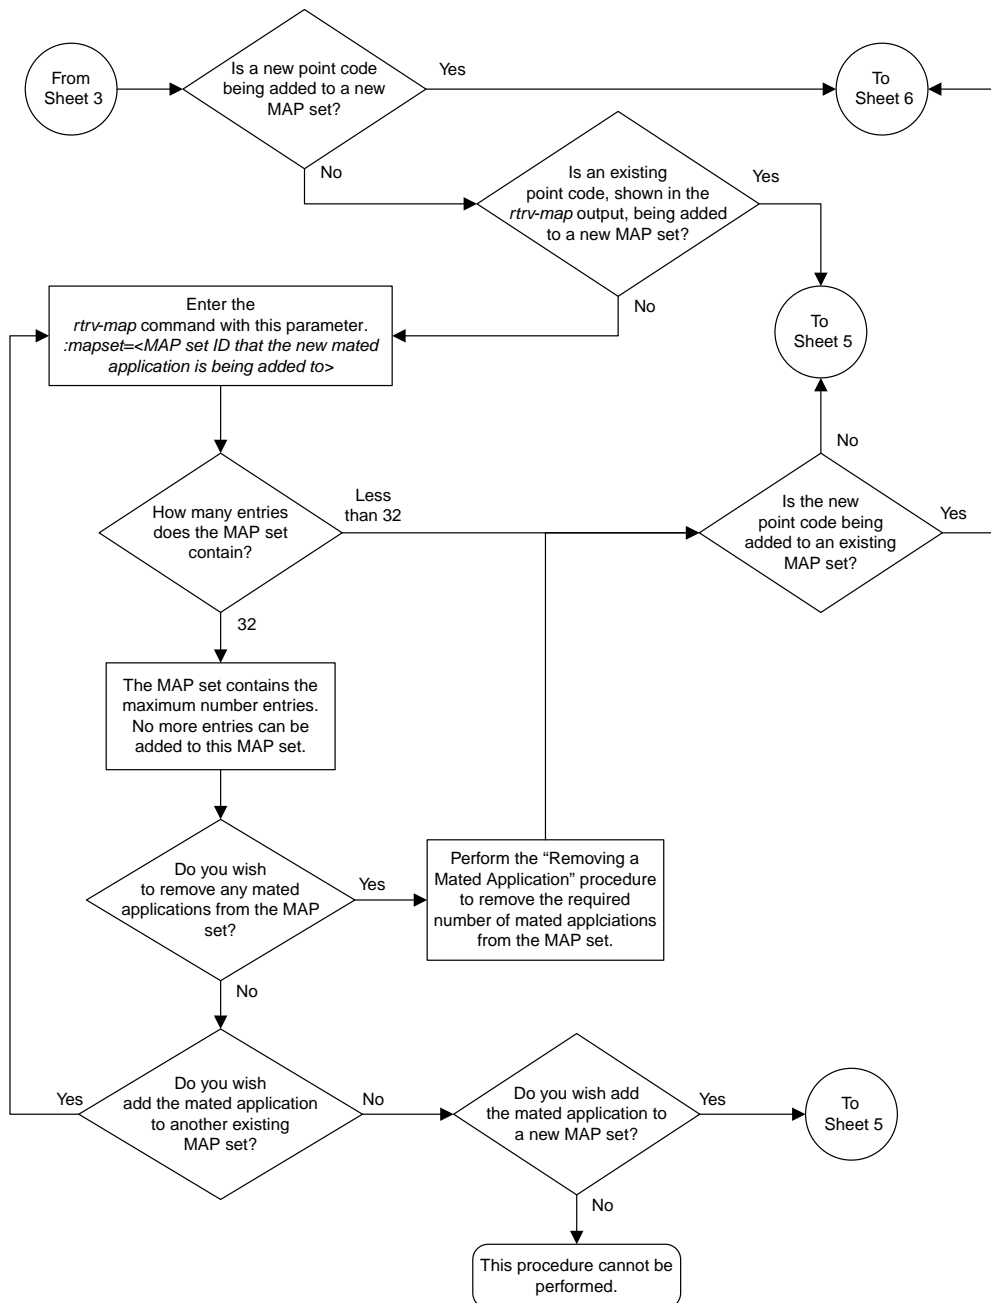 From
Sheet 3
Is a new point code
being added to a new
MAP set?
Yes
To
Sheet 6
No
Is an existing
point code, shown in the
rtrv-map output, being added
to a new MAP set?
Yes
No
To
Sheet 5
Enter the
rtrv-map command with this parameter.
:mapset=<MAP set ID that the new mated
application is being added to>
How many entries
does the MAP set
contain?
Less
than 32
No
Is the new
point code being
added to an existing
MAP set?
Yes
32
The MAP set contains the
maximum number entries.
No more entries can be
added to this MAP set.
Do you wish
to remove any mated
applications from the MAP
set?
Yes
Perform the “Removing a
Mated Application” procedure
to remove the required
number of mated applciations
from the MAP set.
No
Yes
Do you wish
add the mated application
to another existing
MAP set?
No
Do you wish add
the mated application to
a new MAP set?
Yes
To
Sheet 5
No
This procedure cannot be
performed.